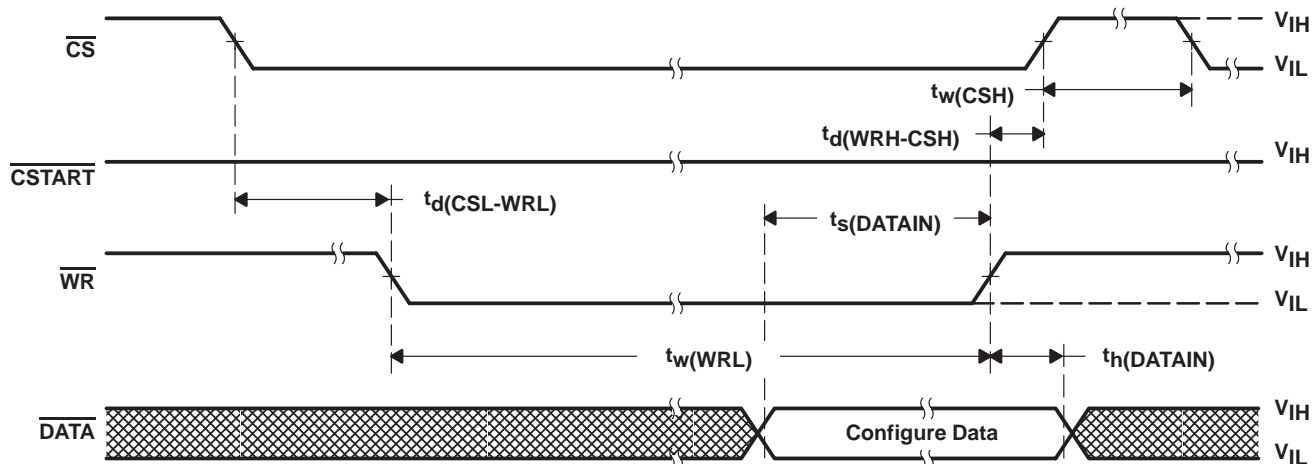 CS
VIH
VIL
tw(CSH)
td(WRH-CSH)
CSTART
VIH
td(CSL-WRL)
ts(DATAIN)
WR
VIH
VIL
tw(WRL)
th(DATAIN)
DATA
Configure Data
VIH
VIL